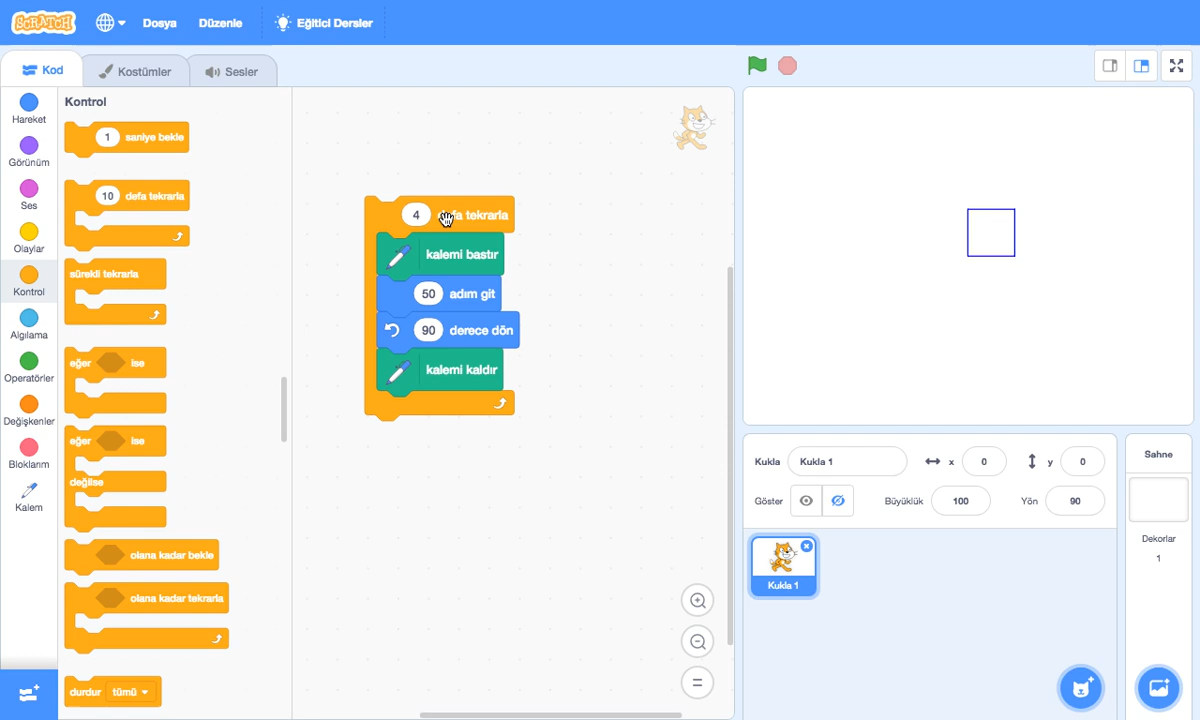 SCRATCH Dosya Düzenle Eğitici Dersler
Kod Kostümler Sesler
Hareket
Görünüm
Ses
Olaylar
Kontrol
Algılama
Operatörler
Değişkenler
Bloklarım
Kalem
Kontrol
1 saniye bekle
10 defa tekrarla
sürekli tekrarla
eğer ise
eğer ise
değilse
olana kadar bekle
olana kadar tekrarla
durdur tümü
4 defa tekrarla
kalemi bastır
50 adım git
90 derece dön
kalemi kaldır
Kukla Kukla 1 x 0 y 0
Göster Büyüklük 100 Yön 90
Kukla 1
Sahne
Dekorlar
1